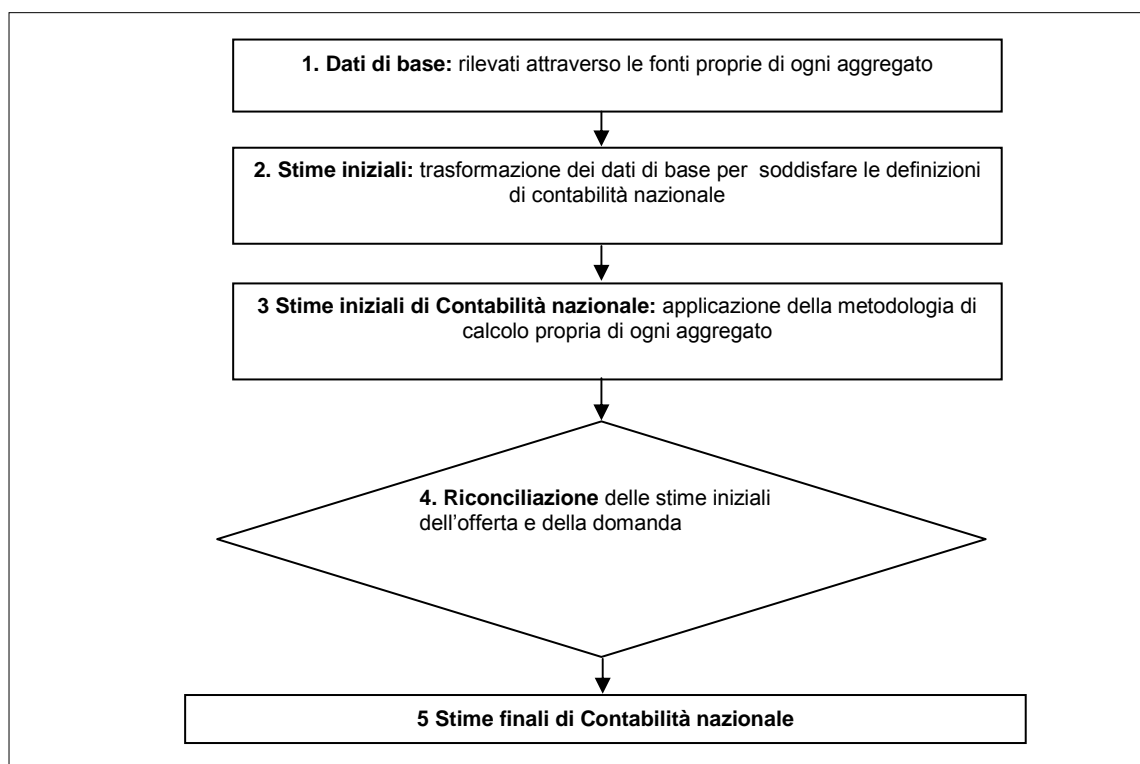 1. Dati di base: rilevati attraverso le fonti proprie di ogni aggregato
2. Stime iniziali: trasformazione dei dati di base per  soddisfare le definizioni
di contabilità nazionale
3 Stime iniziali di Contabilità nazionale: applicazione della metodologia di
calcolo propria di ogni aggregato
4. Riconciliazione delle stime iniziali
dell’offerta e della domanda
5 Stime finali di Contabilità nazionale